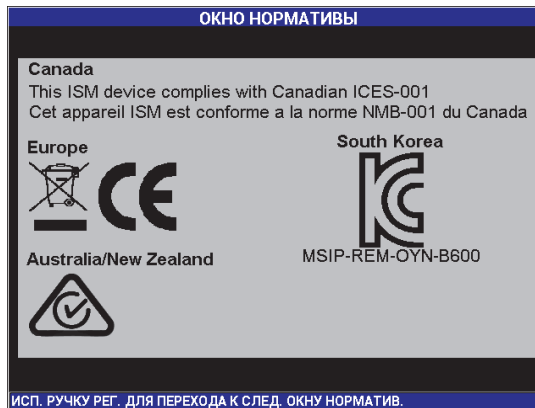 ОКНО НОРМАТИВЫ
Canada
This ISM device complies with Canadian ICES-001
Cet appareil ISM est conforme a la norme NMB-001 du Canada
Europe
CE
South Korea
KC
MSIP-REM-OYN-B600
Australia/New Zealand
ИСП. РУЧКУ РЕГ. ДЛЯ ПЕРЕХОДА К СЛЕД. ОКНУ НОРМАТИВ.